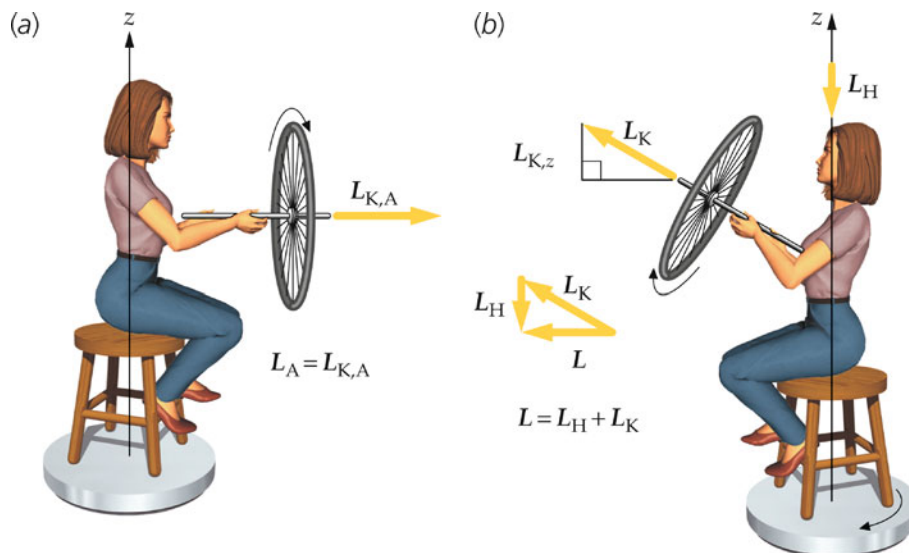 (a)
z
L_K,A
L_A = L_K,A
(b)
z
L_H
L_K
L_K,z
L_K
L_H
L
L = L_H + L_K